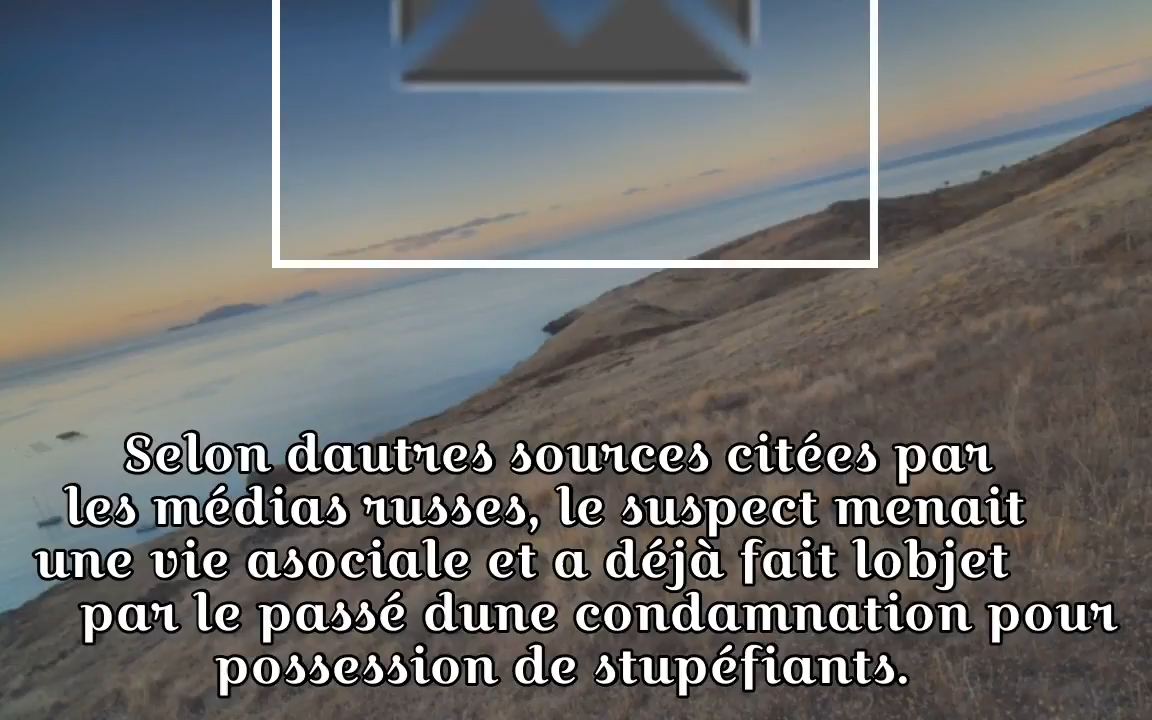 Selon dautres sources citées par
les médias russes, le suspect menait
une vie asociale et a déjà fait lobjet
par le passé dune condamnation pour
possession de stupéfiants.